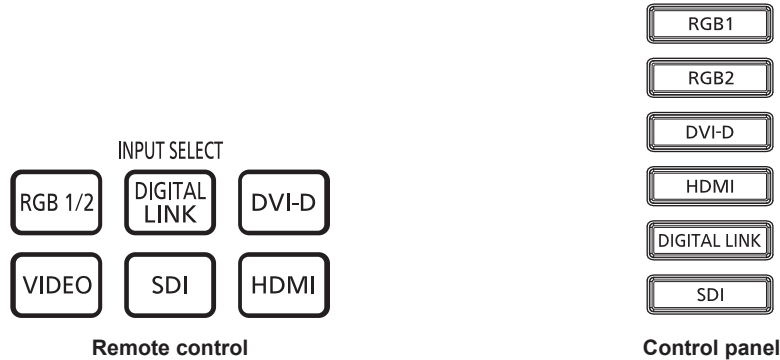 INPUT SELECT
RGB 1/2
DIGITAL
LINK
DVI-D
VIDEO
SDI
HDMI
Remote control
RGB1
RGB2
DVI-D
HDMI
DIGITAL LINK
SDI
Control panel